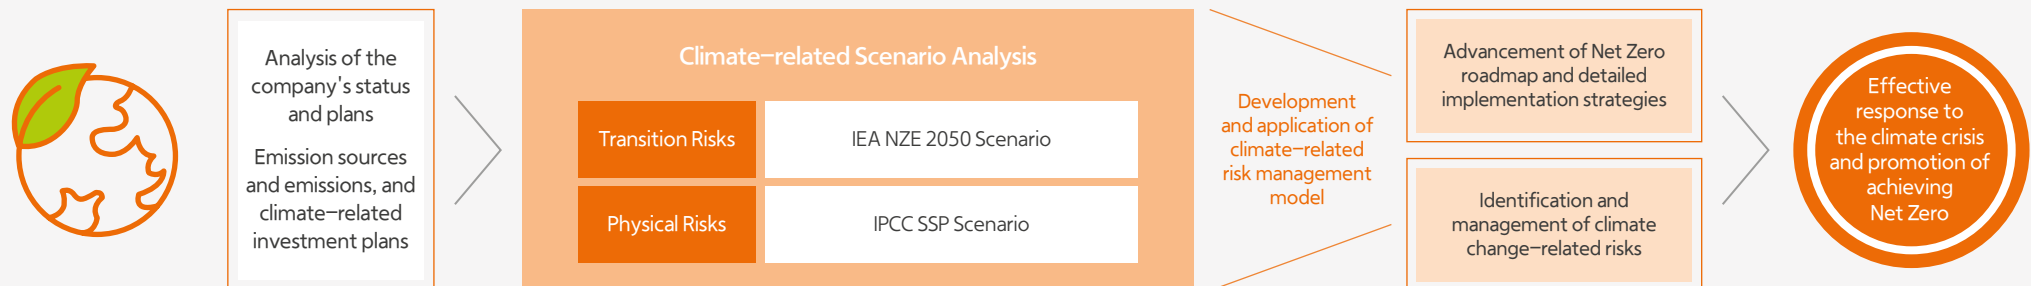 Analysis of the
company's status
and plans
Emission sources
and emissions, and
climate-related
investment plans
Climate-related Scenario Analysis
Transition Risks
IEA NZE 2050 Scenario
Physical Risks
IPCC SSP Scenario
Development
and application of
climate-related
risk management
model
Advancement of Net Zero
roadmap and detailed
implementation strategies
Identification and
management of climate
change-related risks
Effective
response to
the climate crisis
and promotion of
achieving
Net Zero